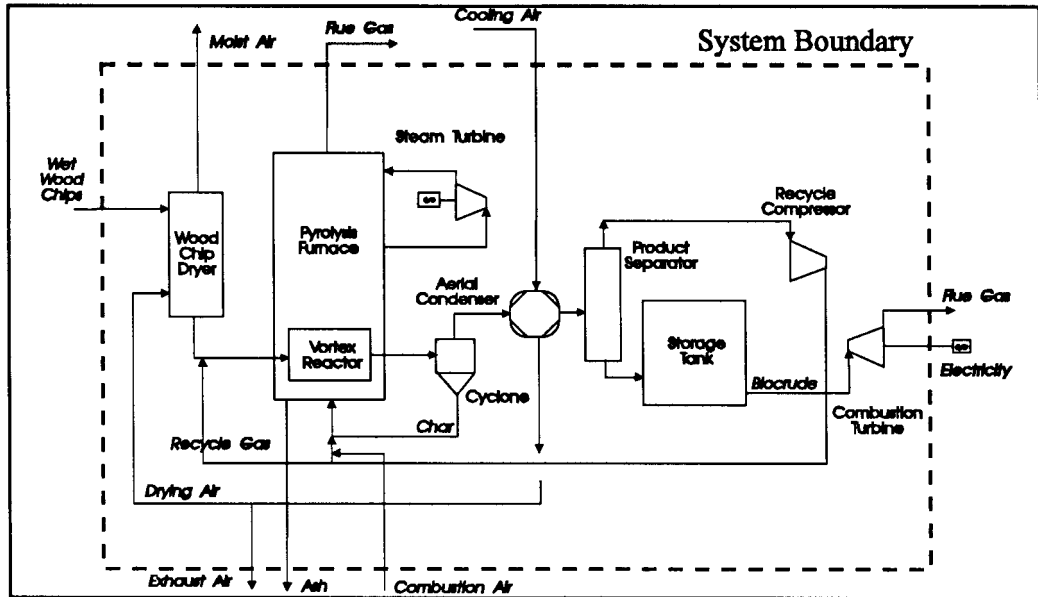 Cooling Air
Flue Gas
Moist Air
System Boundary
Steam Turbine
Wet
Wood
Chips
Recycle
Compressor
Wood
Chip
Dryer
Pyrolysis
Furnace
Product
Separator
Aerial
Condenser
Flue Gas
Vortex
Reactor
Storage
Tank
Electricity
Biocrude
Cyclone
Combustion
Turbine
Char
Recycle Gas
Drying Air
Exhaust Air
Ash
Combustion Air